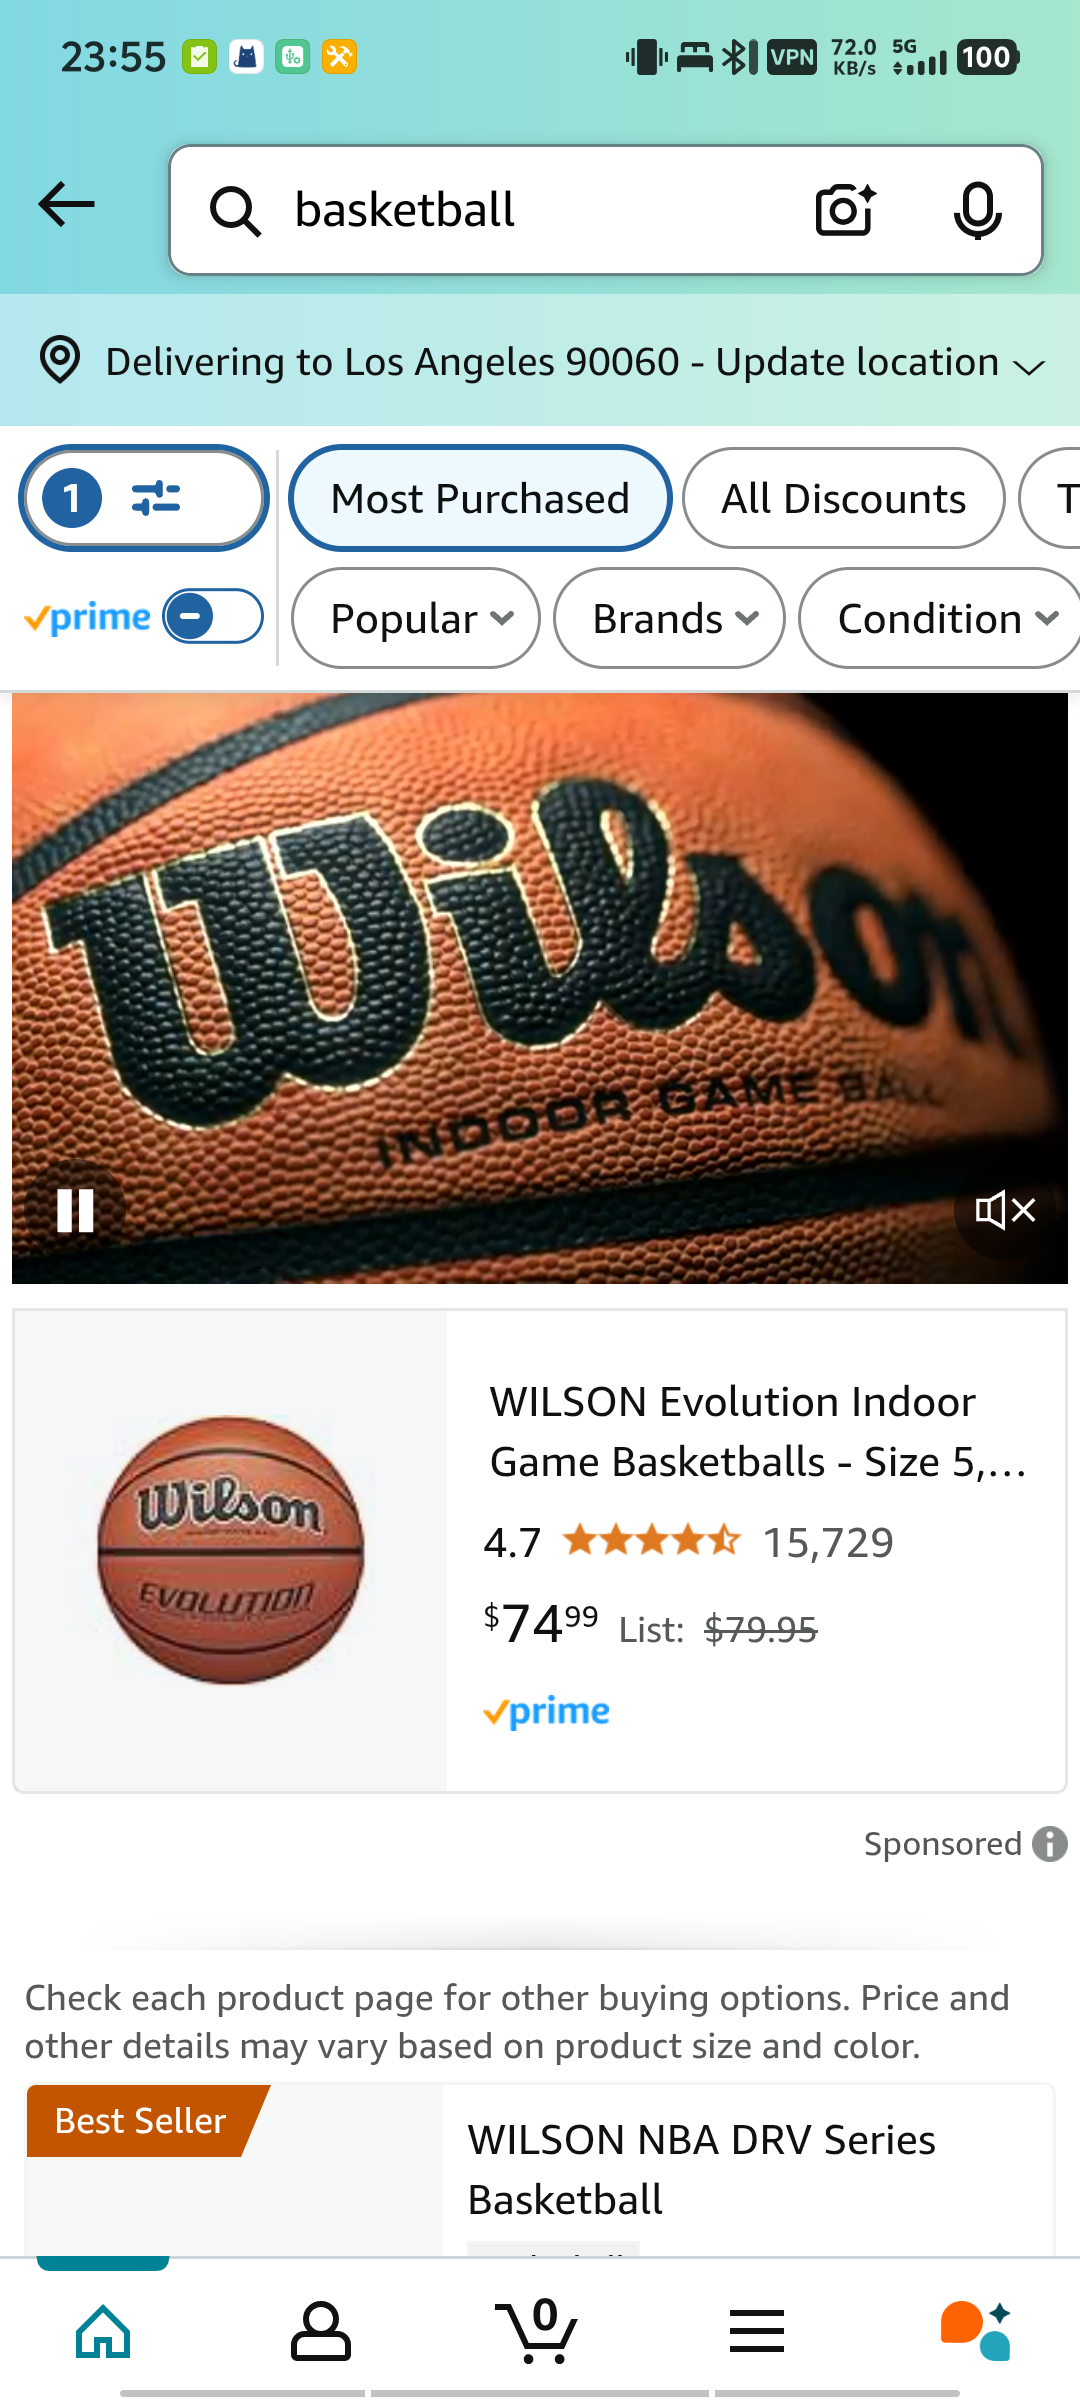 23:55
VPN
72.0
KB/s
5G
100
basketball
Delivering to Los Angeles 90060 - Update location
1
Most Purchased
All Discounts
T
prime
Popular
Brands
Condition
Wilson
INDOOR GAME BALL
Wilson
EVOLUTION
WILSON Evolution Indoor
Game Basketballs - Size 5,...
4.7
15,729
$74.99 List: $79.95
prime
Sponsored
Check each product page for other buying options. Price and
other details may vary based on product size and color.
Best Seller
WILSON NBA DRV Series
Basketball
0